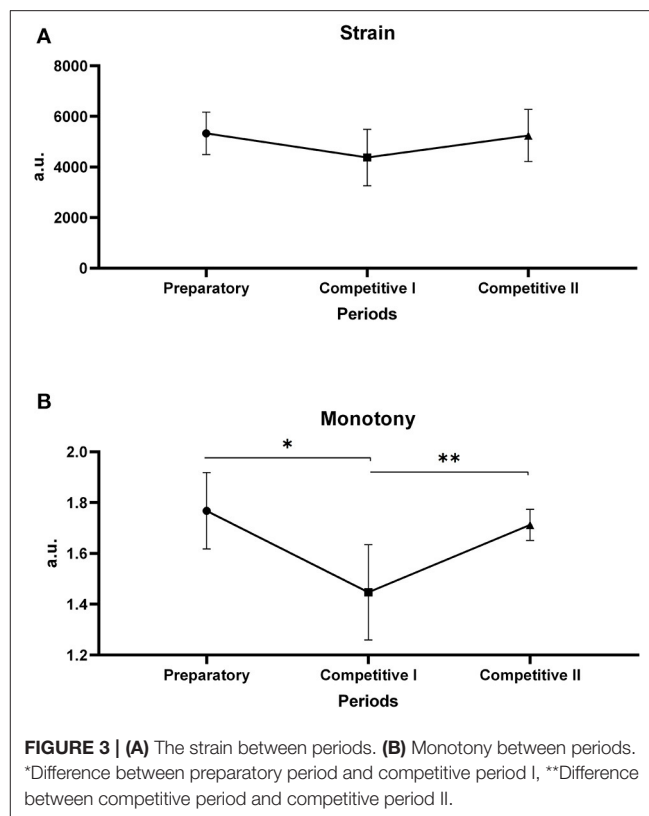 A
Strain
8000
6000
4000
2000
0
a.u.
Preparatory Competitive I Competitive II
Periods
B
Monotony
* **
2.0
1.8
1.6
1.4
1.2
a.u.
Preparatory Competitive I Competitive II
Periods
FIGURE 3 | (A) The strain between periods. (B) Monotony between periods.
*Difference between preparatory period and competitive period I, **Difference
between competitive period and competitive period II.